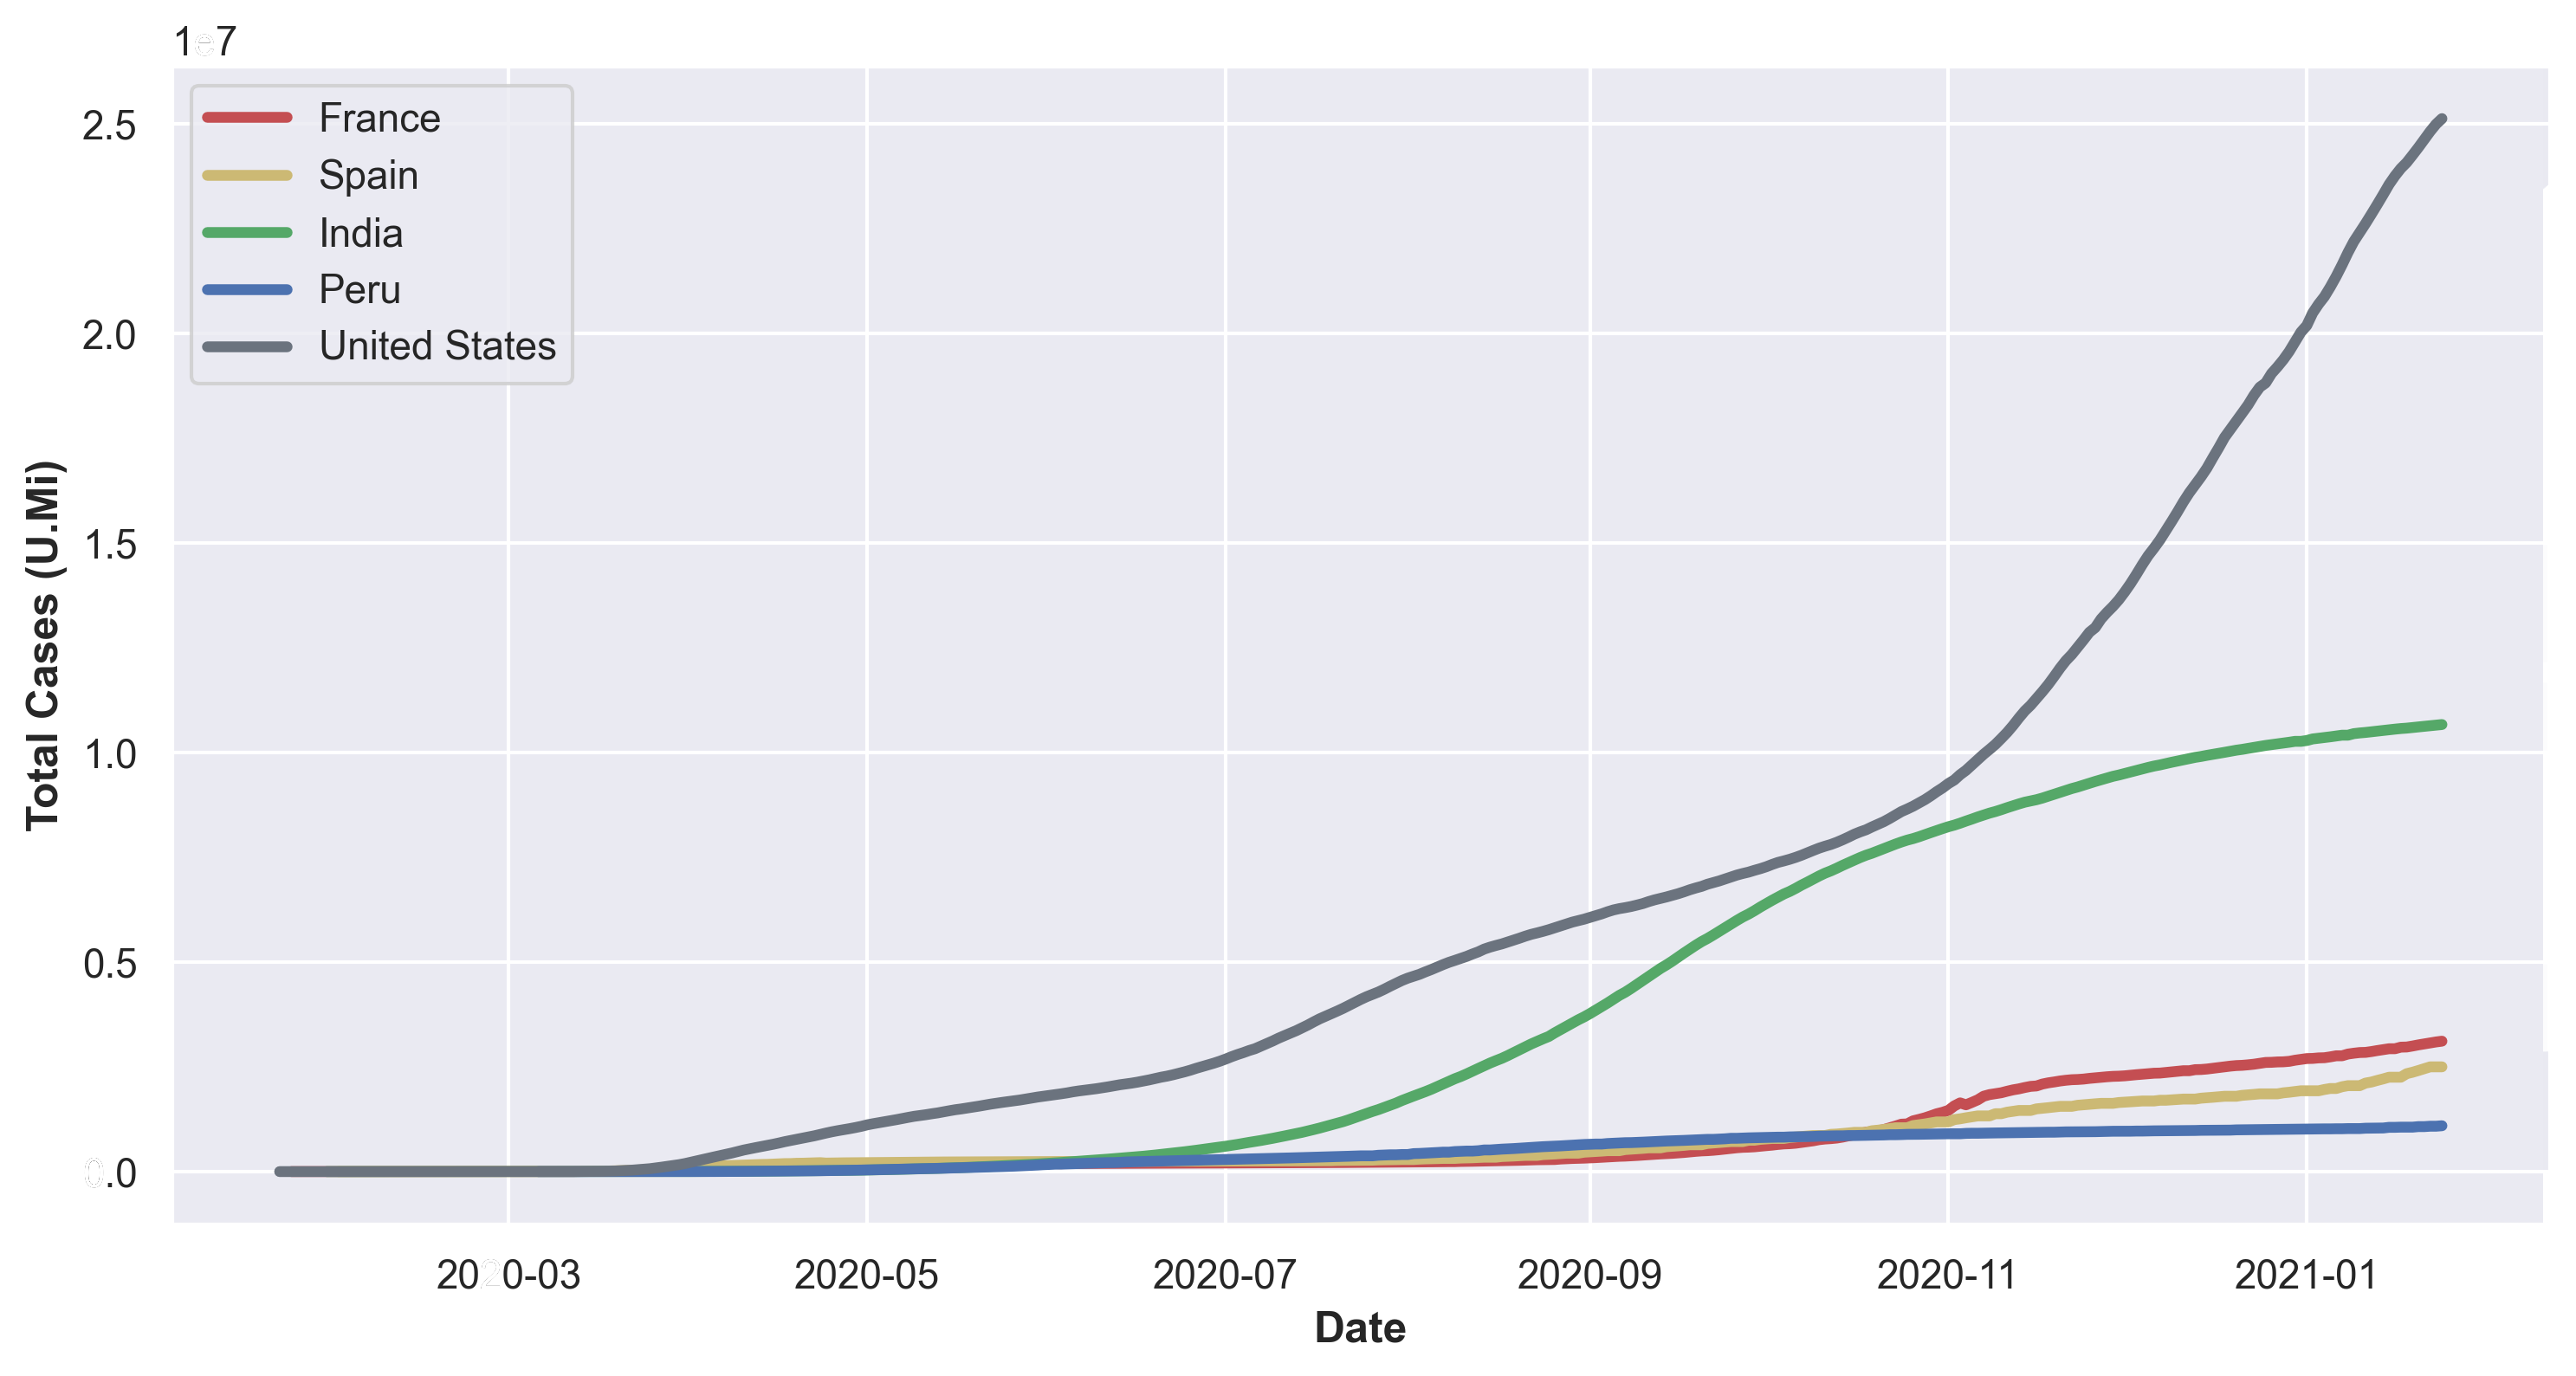 1e7
France
Spain
India
Peru
United States
2.5
2.0
1.5
1.0
0.5
0.0
Total Cases (U.Mi)
2020-03 2020-05 2020-07 2020-09 2020-11 2021-01
Date